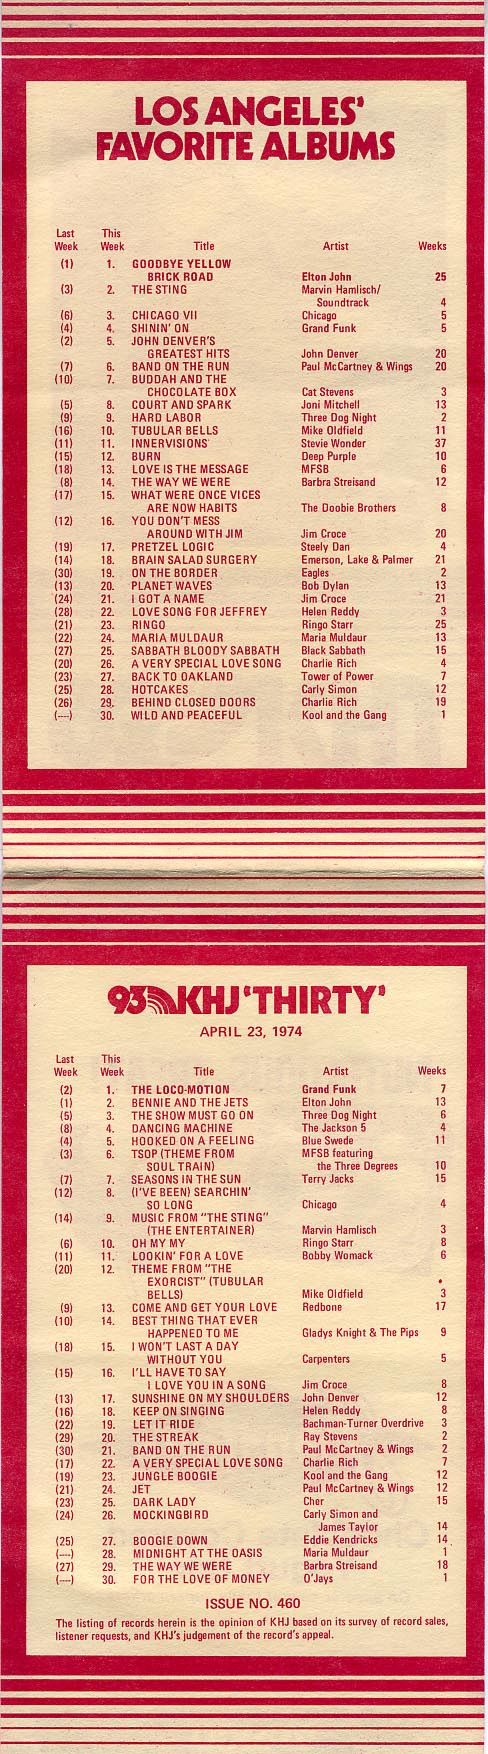 LOS ANGELES'
FAVORITE ALBUMS
Last This
Week Week Title Artist Weeks
(1) 1. GOODBYE YELLOW
BRICK ROAD Elton John 25
(3) 2. THE STING Marvin Hamlisch/
Soundtrack 4
(6) 3. CHICAGO VII Chicago 5
(4) 4. SHININ' ON Grand Funk 5
(2) 5. JOHN DENVER'S
GREATEST HITS John Denver 20
(7) 6. BAND ON THE RUN Paul McCartney & Wings 20
(10) 7. BUDDAH AND THE
CHOCOLATE BOX Cat Stevens 3
(5) 8. COURT AND SPARK Joni Mitchell 13
(9) 9. HARD LABOR Three Dog Night 2
(16) 10. TUBULAR BELLS Mike Oldfield 11
(11) 11. INNERVISIONS Stevie Wonder 37
(15) 12. BURN Deep Purple 10
(18) 13. LOVE IS THE MESSAGE MFSB 6
(8) 14. THE WAY WE WERE Barbra Streisand 12
(17) 15. WHAT WERE ONCE VICES
ARE NOW HABITS The Doobie Brothers 8
(12) 16. YOU DON'T MESS
AROUND WITH JIM Jim Croce 20
(19) 17. PRETZEL LOGIC Steely Dan 4
(14) 18. BRAIN SALAD SURGERY Emerson, Lake & Palmer 21
(30) 19. ON THE BORDER Eagles 2
(13) 20. PLANET WAVES Bob Dylan 13
(24) 21. I GOT A NAME Jim Croce 21
(28) 22. LOVE SONG FOR JEFFREY Helen Reddy 3
(21) 23. RINGO Ringo Starr 25
(22) 24. MARIA MULDAUR Maria Muldaur 13
(27) 25. SABBATH BLOODY SABBATH Black Sabbath 15
(20) 26. A VERY SPECIAL LOVE SONG Charlie Rich 4
(23) 27. BACK TO OAKLAND Tower of Power 7
(25) 28. HOTCAKES Carly Simon 12
(26) 29. BEHIND CLOSED DOORS Charlie Rich 19
(----) 30. WILD AND PEACEFUL Kool and the Gang 1
93 KHJ 'THIRTY'
APRIL 23, 1974
Last This
Week Week Title Artist Weeks
(2) 1. THE LOCO-MOTION Grand Funk 7
(1) 2. BENNIE AND THE JETS Elton John 13
(5) 3. THE SHOW MUST GO ON Three Dog Night 6
(8) 4. DANCING MACHINE The Jackson 5 4
(4) 5. HOOKED ON A FEELING Blue Swede 11
(3) 6. TSOP (THEME FROM MFSB featuring
SOUL TRAIN) the Three Degrees 10
(7) 7. SEASONS IN THE SUN Terry Jacks 15
(12) 8. (I'VE BEEN) SEARCHIN'
SO LONG Chicago 4
(14) 9. MUSIC FROM "THE STING"
(THE ENTERTAINER) Marvin Hamlisch 3
(6) 10. OH MY MY Ringo Starr 8
(11) 11. LOOKIN' FOR A LOVE Bobby Womack 6
(20) 12. THEME FROM "THE
EXORCIST" (TUBULAR
BELLS) Mike Oldfield 3
(9) 13. COME AND GET YOUR LOVE Redbone 17
(10) 14. BEST THING THAT EVER
HAPPENED TO ME Gladys Knight & The Pips 9
(18) 15. I WON'T LAST A DAY
WITHOUT YOU Carpenters 5
(15) 16. I'LL HAVE TO SAY
I LOVE YOU IN A SONG Jim Croce 8
(13) 17. SUNSHINE ON MY SHOULDERS John Denver 12
(16) 18. KEEP ON SINGING Helen Reddy 8
(22) 19. LET IT RIDE Bachman-Turner Overdrive 3
(29) 20. THE STREAK Ray Stevens 2
(30) 21. BAND ON THE RUN Paul McCartney & Wings 2
(17) 22. A VERY SPECIAL LOVE SONG Charlie Rich 7
(19) 23. JUNGLE BOOGIE Kool and the Gang 12
(21) 24. JET Paul McCartney & Wings 12
(23) 25. DARK LADY Cher 15
(24) 26. MOCKINGBIRD Carly Simon and
James Taylor 14
(25) 27. BOOGIE DOWN Eddie Kendricks 14
(----) 28. MIDNIGHT AT THE OASIS Maria Muldaur 1
(27) 29. THE WAY WE WERE Barbra Streisand 18
(----) 30. FOR THE LOVE OF MONEY O'Jays 1
ISSUE NO. 460
The listing of records herein is the opinion of KHJ based on its survey of record sales,
listener requests, and KHJ's judgement of the record's appeal.